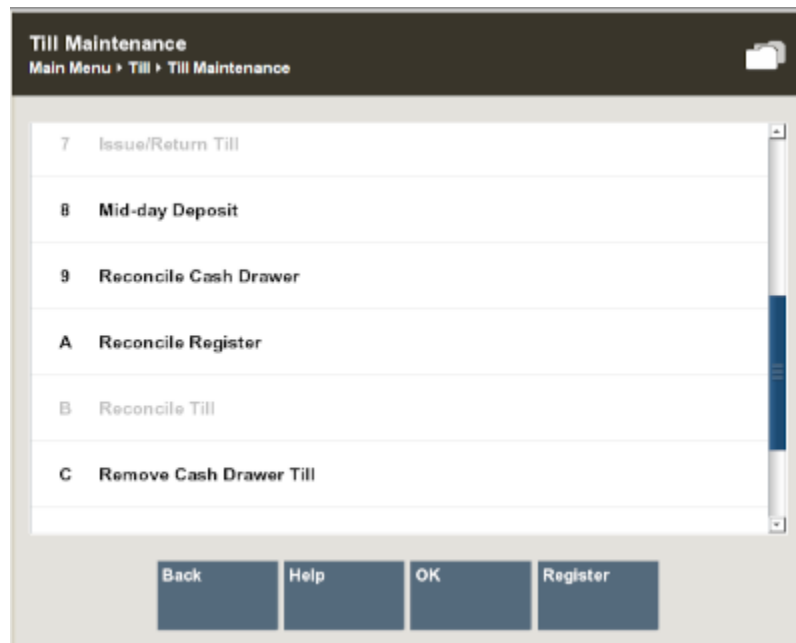 Till Maintenance
Main Menu ▸ Till ▸ Till Maintenance
7 Issue/Return Till
8 Mid-day Deposit
9 Reconcile Cash Drawer
A Reconcile Register
B Reconcile Till
C Remove Cash Drawer Till
Back Help OK Register